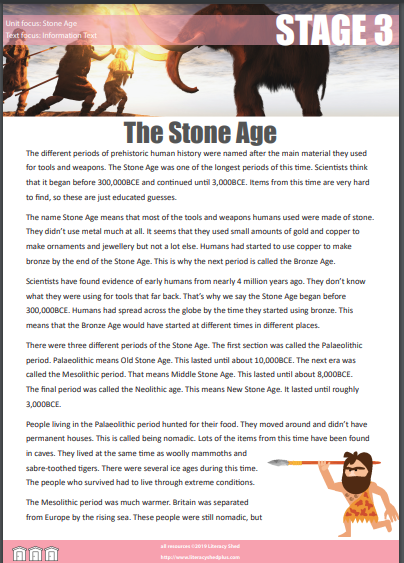 Unit focus: Stone Age
Text focus: Information Text
STAGE 3
The Stone Age
The different periods of prehistoric human history were named after the main material they used
for tools and weapons. The Stone Age was one of the longest periods of this time. Scientists think
that it began before 300,000BCE and continued until 3,000BCE. Items from this time are very hard
to find, so these are just educated guesses.
The name Stone Age means that most of the tools and weapons humans used were made of stone.
They didn't use metal much at all. It seems that they used small amounts of gold and copper to
make ornaments and jewellery but not a lot else. Humans had started to use copper to make
bronze by the end of the Stone Age. This is why the next period is called the Bronze Age.
Scientists have found evidence of early humans from nearly 4 million years ago. They don't know
what they were using for tools that far back. That's why we say the Stone Age began before
300,000BCE. Humans had spread across the globe by the time they started using bronze. This
means that the Bronze Age would have started at different times in different places.
There were three different periods of the Stone Age. The first section was called the Palaeolithic
period. Palaeolithic means Old Stone Age. This lasted until about 10,000BCE. The next era was
called the Mesolithic period. That means Middle Stone Age. This lasted until about 8,000BCE.
The final period was called the Neolithic age. This means New Stone Age. It lasted until roughly
3,000BCE.
People living in the Palaeolithic period hunted for their food. They moved around and didn't have
permanent houses. This is called being nomadic. Lots of the items from this time have been found
in caves. They lived at the same time as woolly mammoths and
sabre-toothed tigers. There were several ice ages during this time.
The people who survived had to live through extreme conditions.
The Mesolithic period was much warmer. Britain was separated
from Europe by the rising sea. These people were still nomadic, but
all resources ©2019 Literacy Shed
http://www.literacyshedplus.com